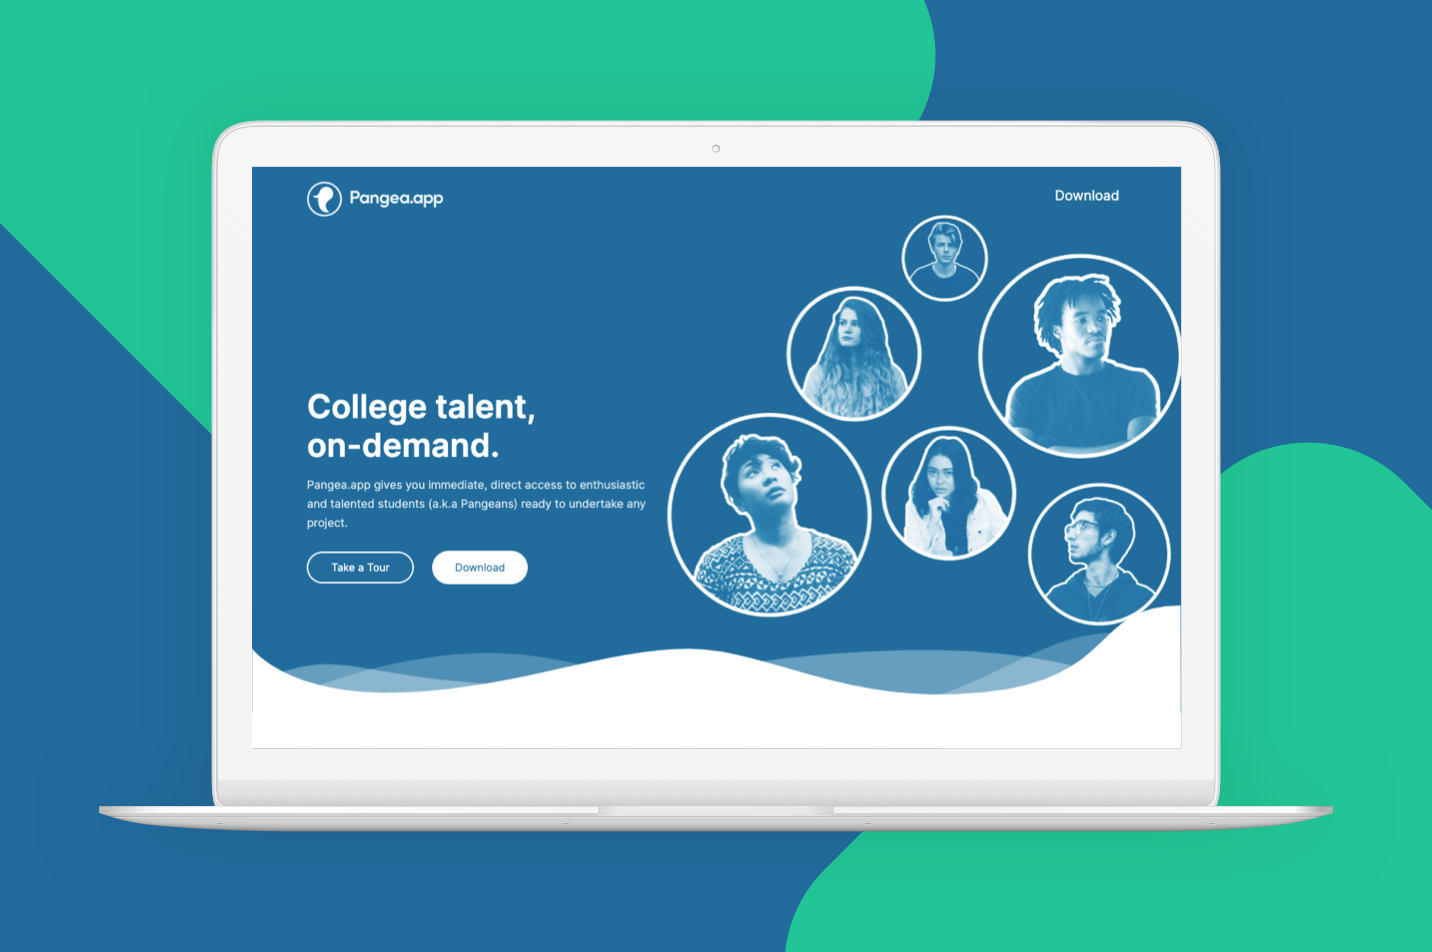 Pangea.app
Download
College talent,
on-demand.
Pangea.app gives you immediate, direct access to enthusiastic
and talented students (a.k.a Pangeans) ready to undertake any
project.
Take a Tour
Download